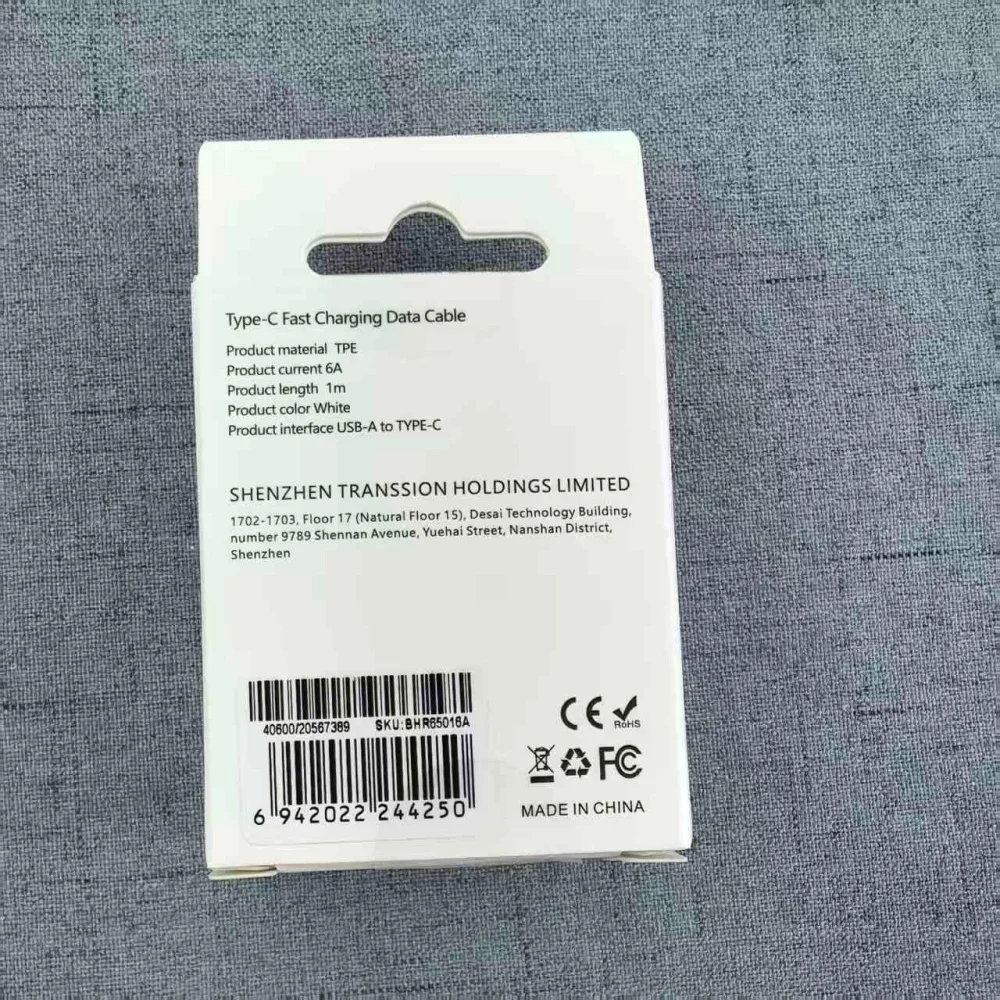 Type-C Fast Charging Data Cable
Product material TPE
Product current 6A
Product length 1m
Product color White
Product interface USB-A to TYPE-C
SHENZHEN TRANSSION HOLDINGS LIMITED
1702-1703, Floor 17 (Natural Floor 15), Desai Technology Building,
number 9789 Shennan Avenue, Yuehai Street, Nanshan District,
Shenzhen
40600/20567389 SKU:BHR65016A
6 942022 244250
CE RoHS
FC
MADE IN CHINA